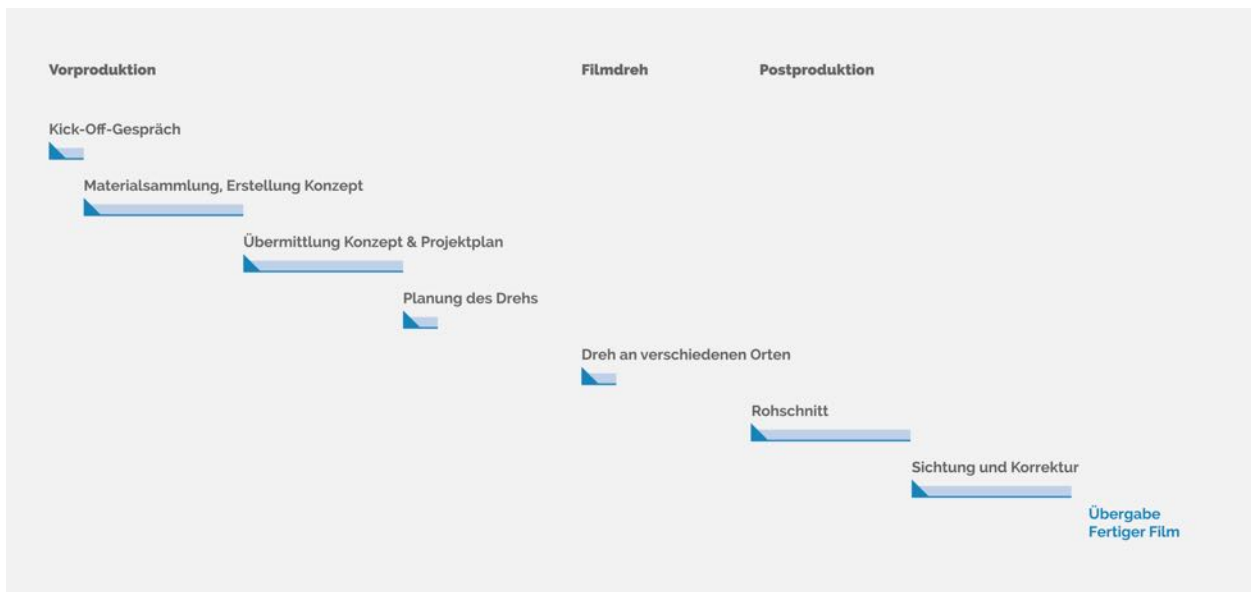 Vorproduktion
Filmdreh
Postproduktion
Kick-Off-Gespräch
Materialsammlung, Erstellung Konzept
Übermittlung Konzept & Projektplan
Planung des Drehs
Dreh an verschiedenen Orten
Rohschnitt
Sichtung und Korrektur
Übergabe
Fertiger Film